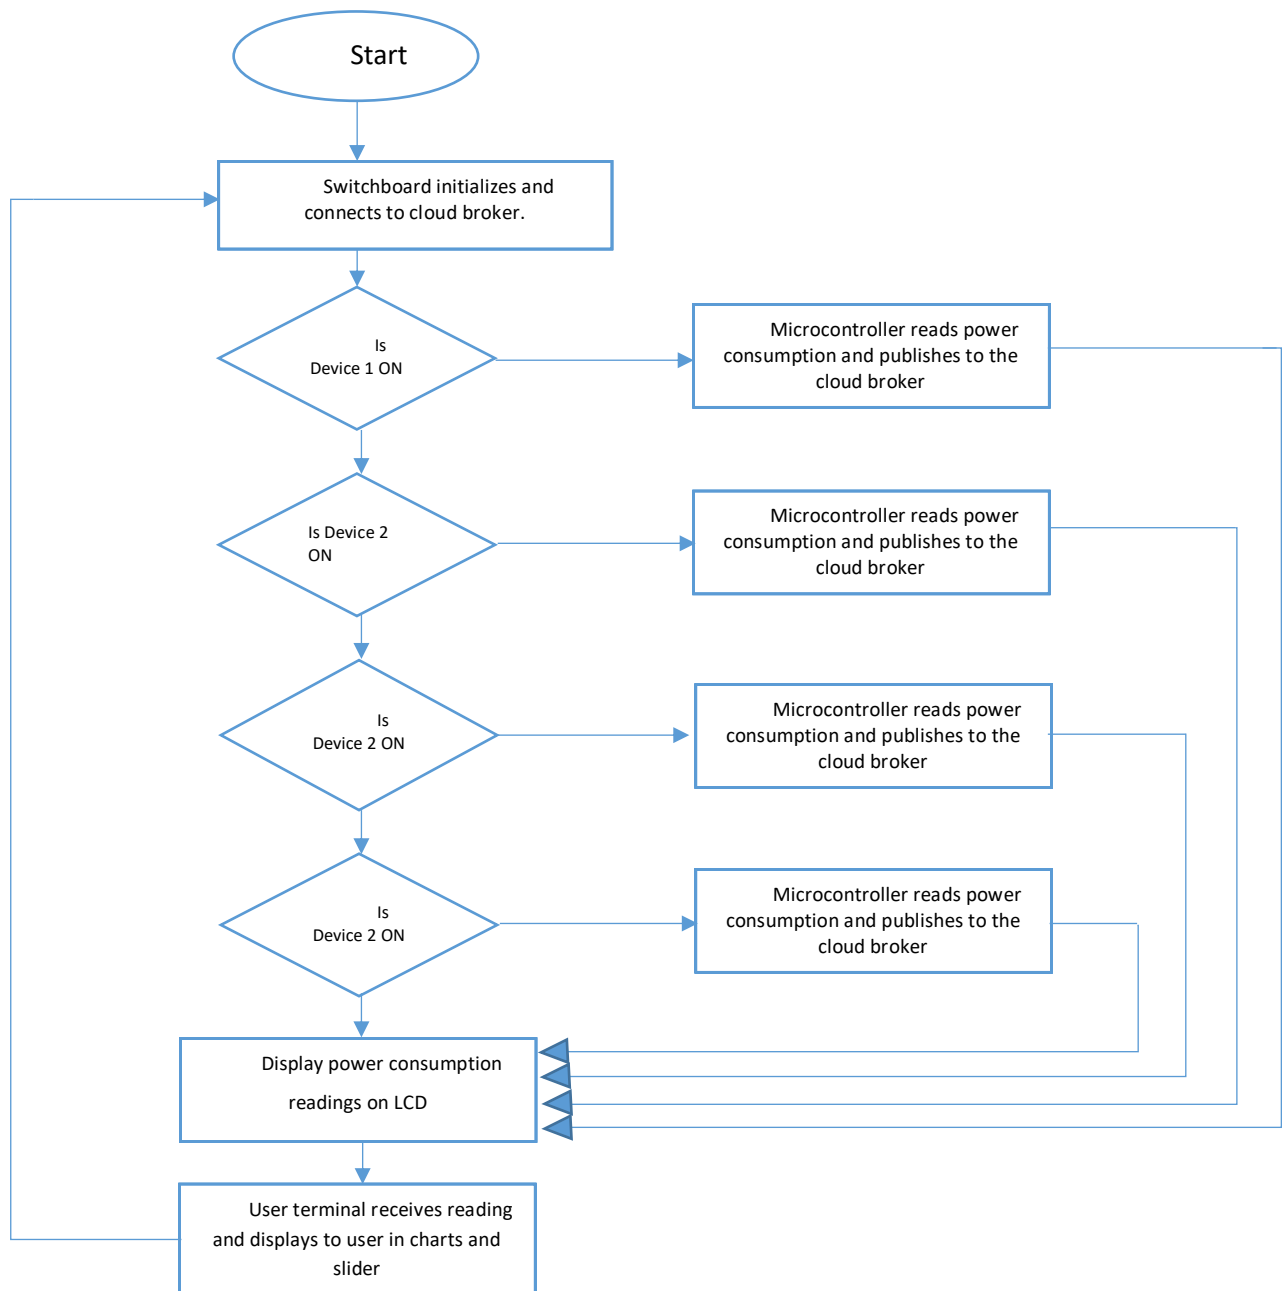 Start
Switchboard initializes and
connects to cloud broker.
Is
Device 1 ON
Microcontroller reads power
consumption and publishes to the
cloud broker
Is Device 2
ON
Microcontroller reads power
consumption and publishes to the
cloud broker
Is
Device 2 ON
Microcontroller reads power
consumption and publishes to the
cloud broker
Is
Device 2 ON
Microcontroller reads power
consumption and publishes to the
cloud broker
Display power consumption
readings on LCD
User terminal receives reading
and displays to user in charts and
slider